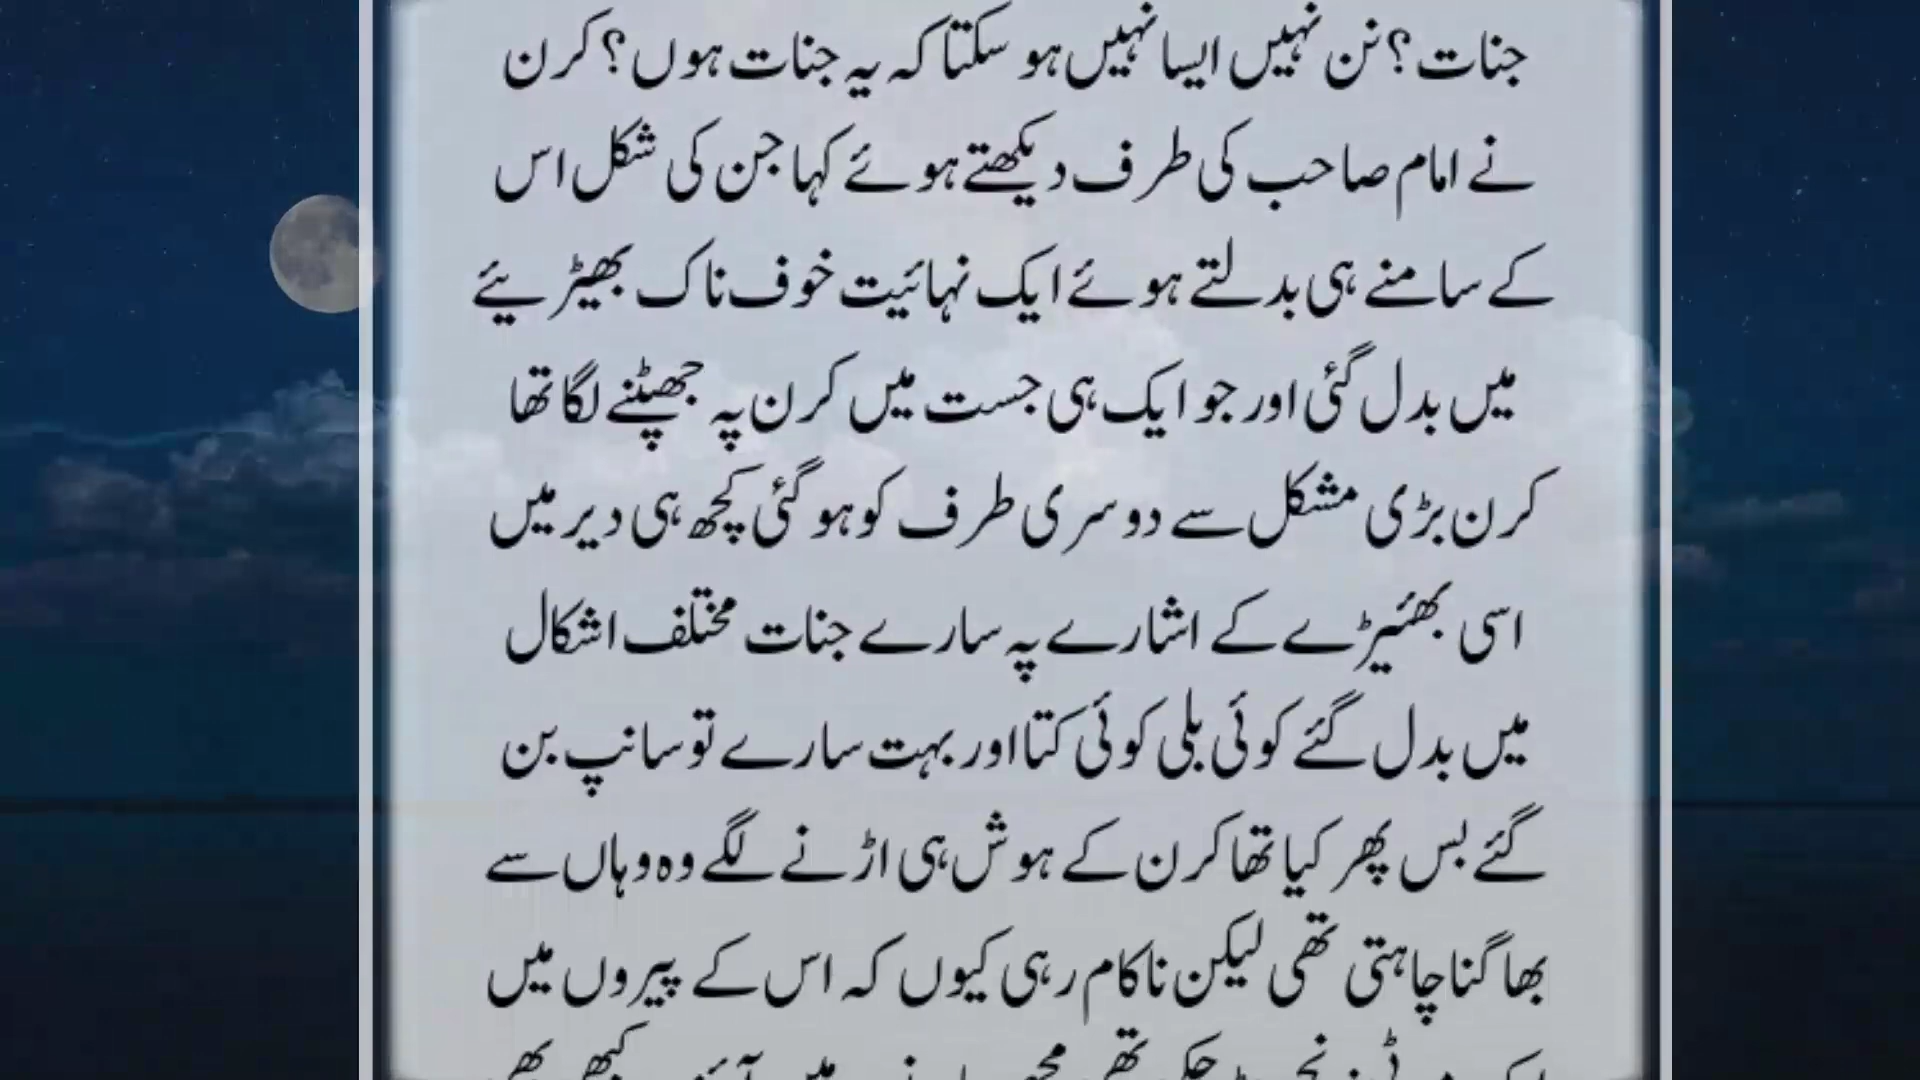 جنات؟ نن نہیں ایسا نہیں ہو سکتا کہ یہ جنات ہوں؟ کرن
نے امام صاحب کی طرف دیکھتے ہوئے کہا جن کی شکل اس
کے سامنے ہی بدلتے ہوئے ایک نہائیت خوف ناک بھیڑیئے
میں بدل گئی اور جو ایک ہی جست میں کرن پہ جھپٹنے لگا تھا
کرن بڑی مشکل سے دوسری طرف کو ہو گئی کچھ ہی دیر میں
اسی بھئیڑے کے اشارے پہ سارے جنات مختلف اشکال
میں بدل گئے کوئی بلی کوئی کتا اور بہت سارے تو سانپ بن
گئے بس پھر کیا تھا کرن کے ہوش ہی اڑنے لگے وہ وہاں سے
بھاگنا چاہتی تھی لیکن ناکام رہی کیوں کہ اس کے پیروں میں